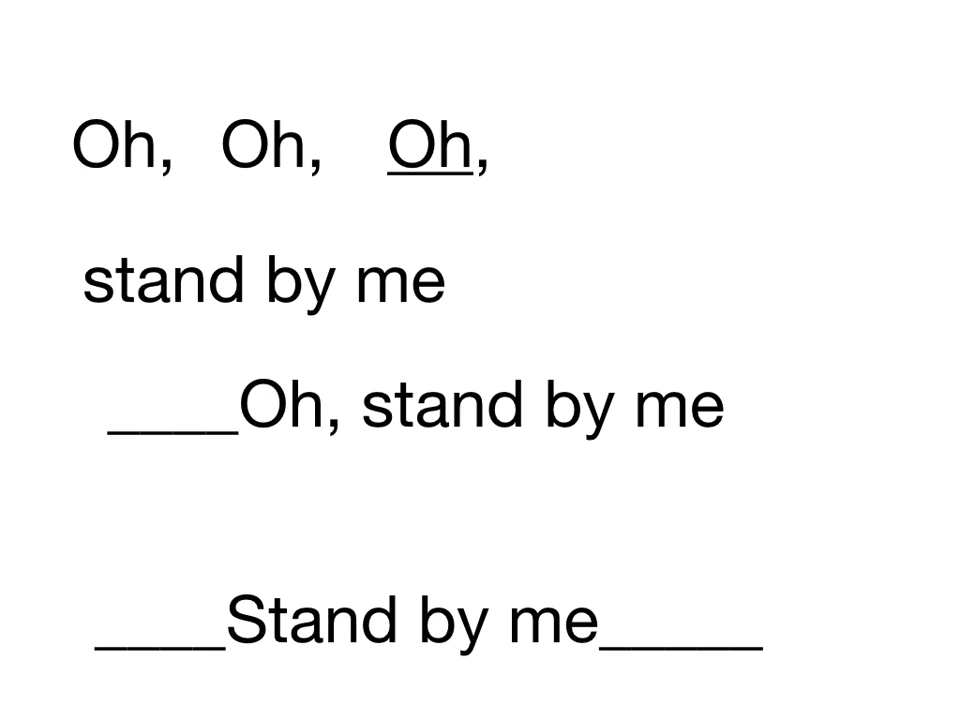 Oh, Oh, Oh,
stand by me
____Oh, stand by me
____Stand by me_____